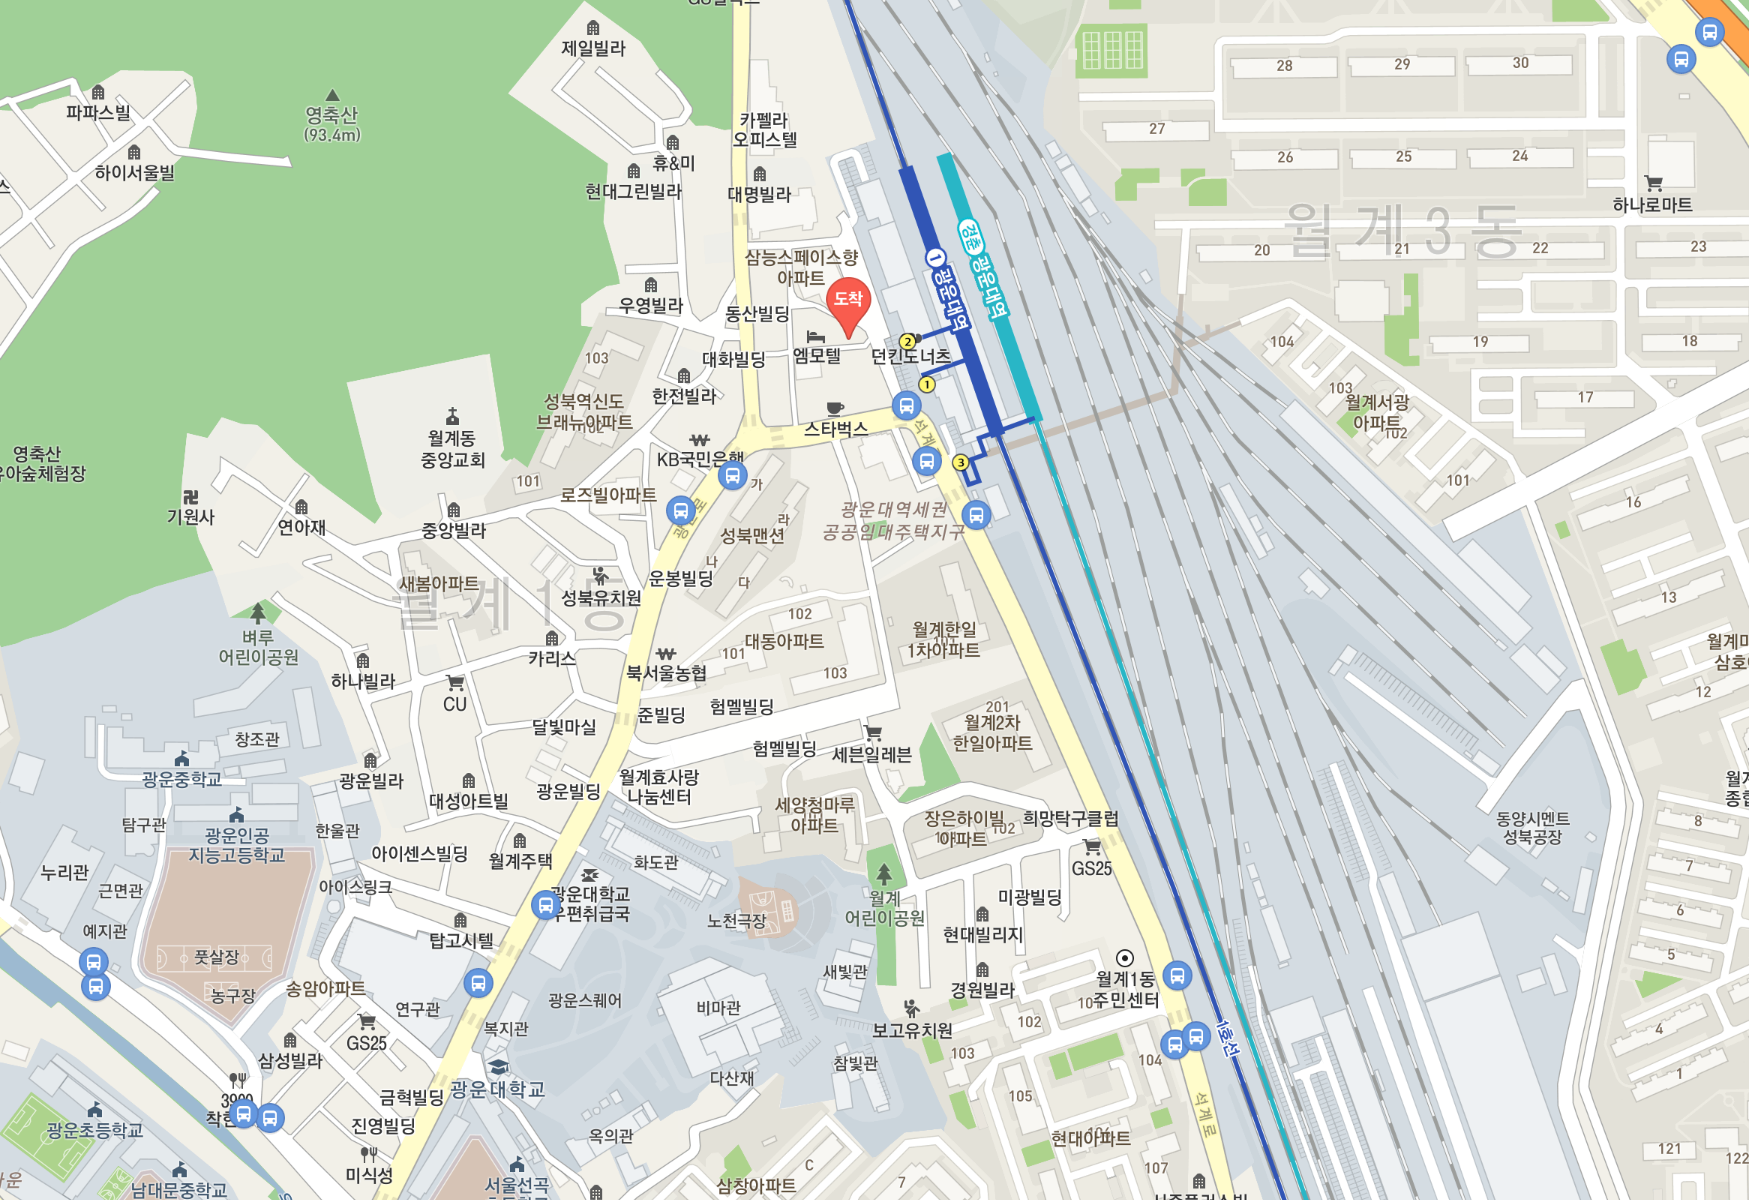 제일빌라
파파스빌
영축산
(93.4m)
하이서울빌
휴&미
현대그린빌라
카펠라
오피스텔
대명빌라
28
29
30
27
26
25
24
하나로마트
월계3동
20
21
22
23
삼능스페이스향
아파트
도착
1 광운대역
경춘 광운대역
우영빌라
동산빌딩
엠모텔
2
던킨도너츠
대화빌딩
103
한전빌라
1
104
19
18
성북역신도
브래뉴아파트
102
스타벅스
석계
103
월계서광
아파트
102
17
월계동
중앙교회
KB국민은행
3
영축산
유아숲체험장
101
로즈빌아파트
가
101
16
기원사
연아재
중앙빌라
성북맨션
라
나
다
광운대역세권
공공임대주택지구
새봄아파트
월계1동
성북유치원
운봉빌딩
102
대동아파트
101
103
월계한일
1차아파트
101
13
벼루
어린이공원
카리스
북서울농협
하나빌라
CU
달빛마실
준빌딩
험멜빌딩
201
월계2차
한일아파트
12
창조관
광운중학교
험멜빌딩
세븐일레븐
광운빌라
대성아트빌
광운빌딩
월계효사랑
나눔센터
세양청마루
아파트
장은하이빌
아파트
102
희망탁구클럽
동양시멘트
성북공장
8
탐구관
광운인공
지능고등학교
한울관
아이센스빌딩
월계주택
화도관
GS25
7
누리관
근면관
아이스링크
광운대학교
우편취급국
노천극장
월계
어린이공원
미광빌딩
6
예지관
탑고시텔
현대빌리지
풋살장
농구장
송암아파트
연구관
광운스퀘어
새빛관
비마관
경원빌라
월계1동
주민센터
5
GS25
복지관
보고유치원
102
103
104
1호선
4
삼성빌라
참빛관
다산재
광운대학교
금혁빌딩
105
1
광운초등학교
진영빌딩
옥의관
현대아파트
석계로
121
122
미식성
C
107
남대문중학교
서울선곡
삼창아파트
7